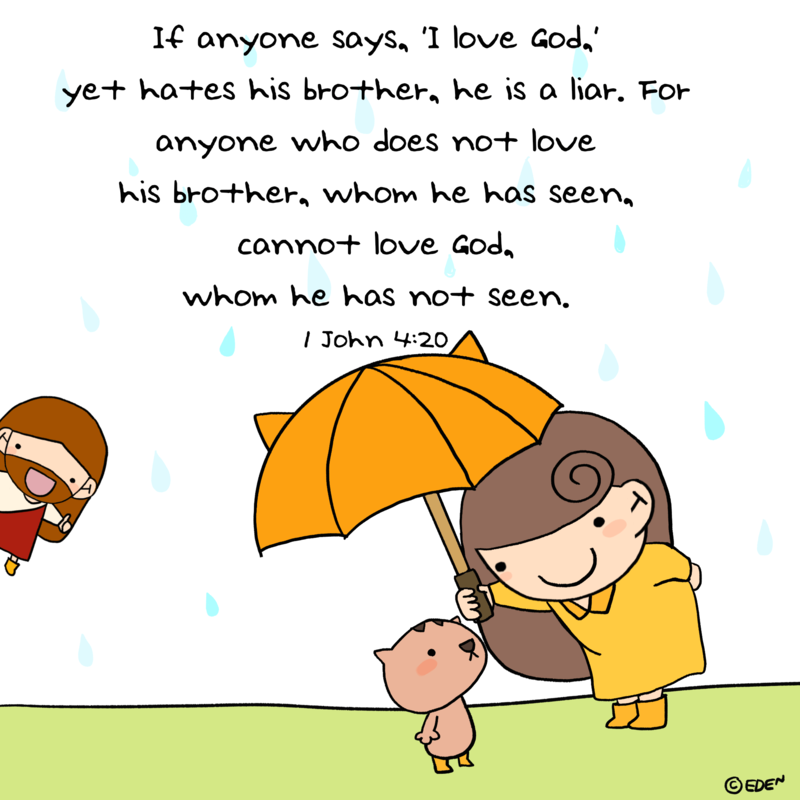 If anyone says, 'I love God,'
yet hates his brother, he is a liar. For
anyone who does not love
his brother, whom he has seen,
cannot love God,
whom he has not seen.
1 John 4:20
© EDEN